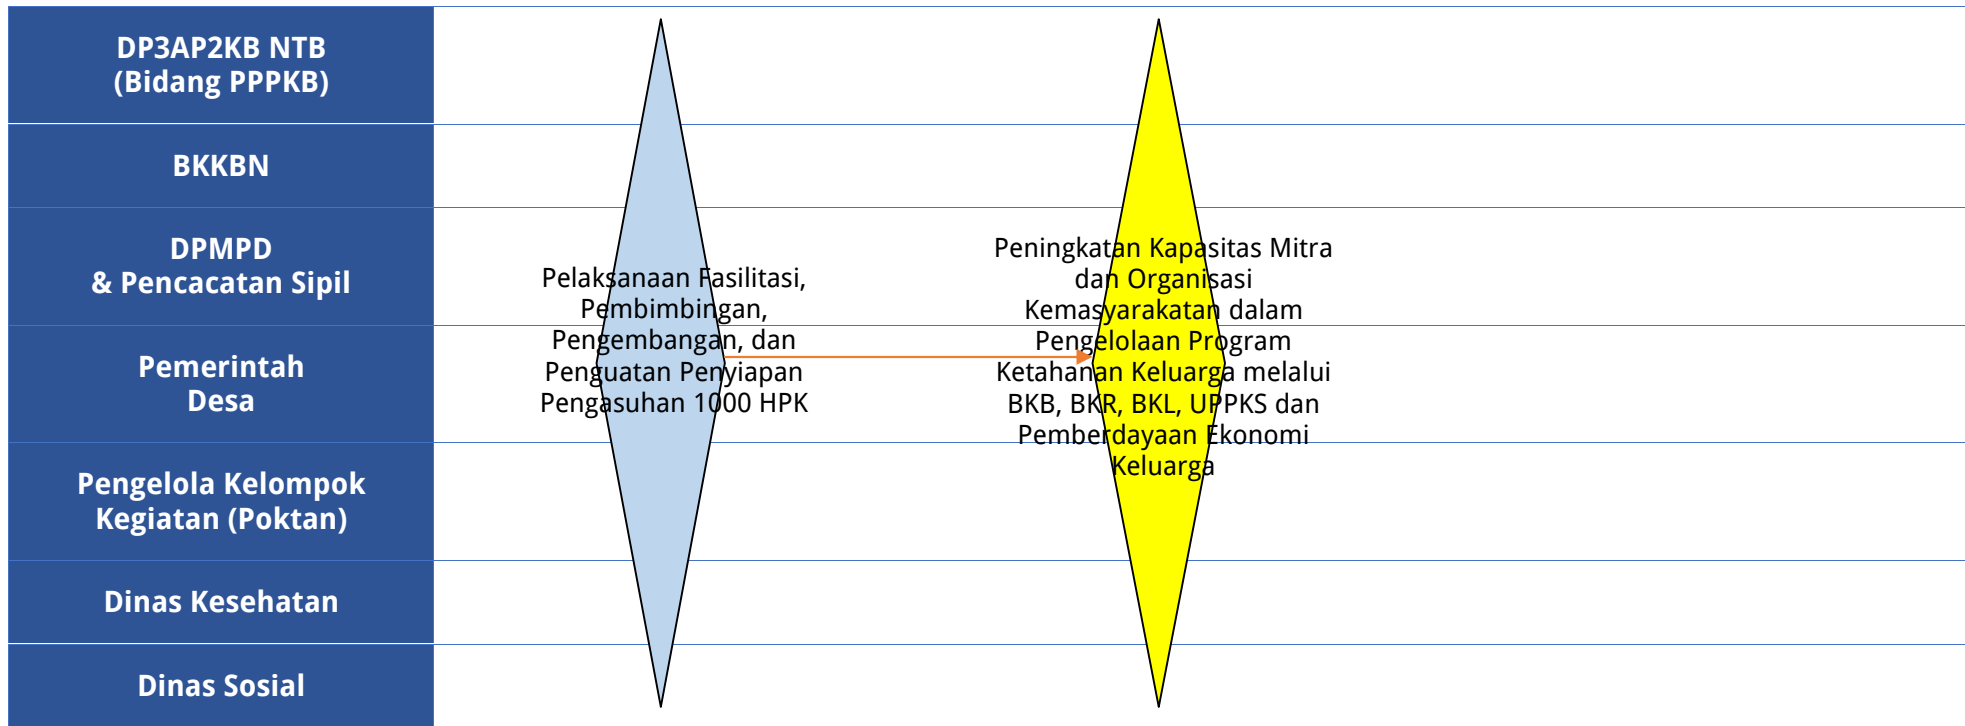 DP3AP2KB NTB
(Bidang PPPKB)
BKKBN
DPMPD
& Pencacatan Sipil
Pemerintah
Desa
Pengelola Kelompok
Kegiatan (Poktan)
Dinas Kesehatan
Dinas Sosial
Pelaksanaan Fasilitasi,
Pembimbingan,
Pengembangan, dan
Penguatan Penyiapan
Pengasuhan 1000 HPK
Peningkatan Kapasitas Mitra
dan Organisasi
Kemasyarakatan dalam
Pengelolaan Program
Ketahanan Keluarga melalui
BKB, BKR, BKL, UPPKS dan
Pemberdayaan Ekonomi
Keluarga